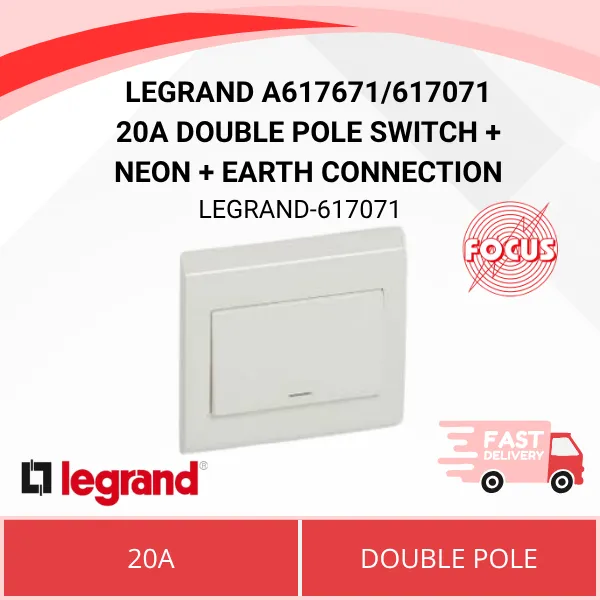 LEGRAND A617671/617071
20A DOUBLE POLE SWITCH +
NEON + EARTH CONNECTION
LEGRAND-617071
FOCUS
FAST
DELIVERY
legrand®
20A
DOUBLE POLE